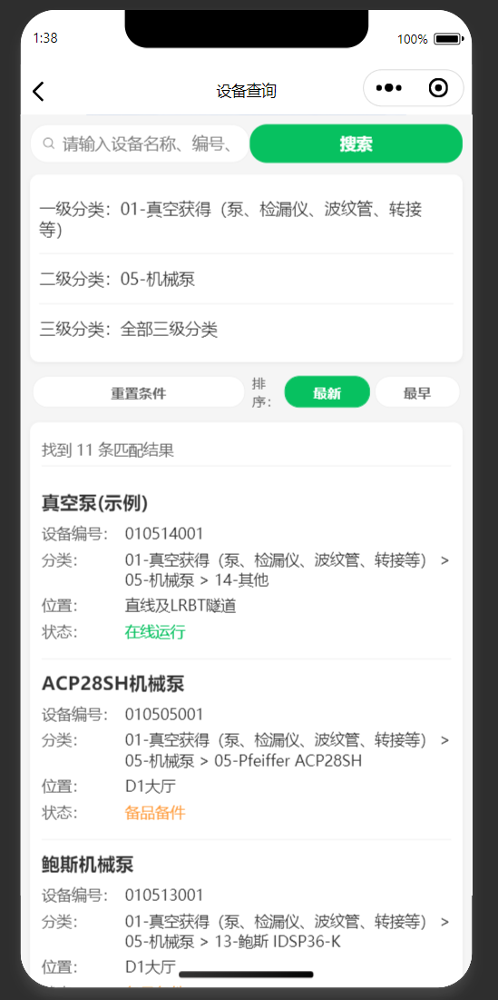 1:38
100%
设备查询
请输入设备名称、编号、
搜索
一级分类：01-真空获得（泵、检漏仪、波纹管、转接
等）
二级分类：05-机械泵
三级分类：全部三级分类
重置条件
排
序：
最新
最早
找到 11 条匹配结果
真空泵(示例)
设备编号： 010514001
分类： 01-真空获得（泵、检漏仪、波纹管、转接等） >
05-机械泵 > 14-其他
位置： 直线及LRBT隧道
状态： 在线运行
ACP28SH机械泵
设备编号： 010505001
分类： 01-真空获得（泵、检漏仪、波纹管、转接等） >
05-机械泵 > 05-Pfeiffer ACP28SH
位置： D1大厅
状态： 备品备件
鲍斯机械泵
设备编号： 010513001
分类： 01-真空获得（泵、检漏仪、波纹管、转接等） >
05-机械泵 > 13-鲍斯 IDSP36-K
位置： D1大厅